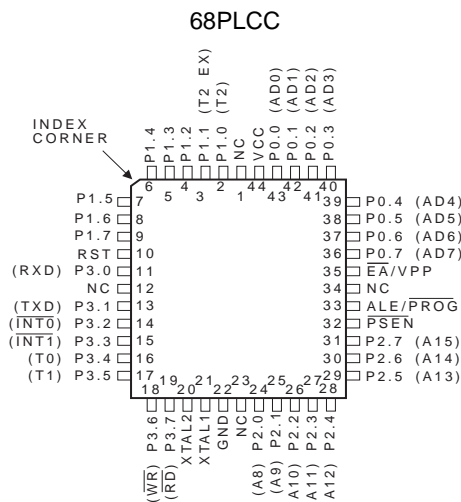 68PLCC
INDEX
CORNER
P1.4
P1.3
P1.2
P1.1 (T2 EX)
P1.0 (T2)
NC
VCC
P0.0 (AD0)
P0.1 (AD1)
P0.2 (AD2)
P0.3 (AD3)
6 5 4 3 2 1 44 43 42 41 40
P1.5 7 39 P0.4 (AD4)
P1.6 8 38 P0.5 (AD5)
P1.7 9 37 P0.6 (AD6)
RST 10 36 P0.7 (AD7)
(RXD) P3.0 11 35 EA/VPP
NC 12 34 NC
(TXD) P3.1 13 33 ALE/PROG
(INT0) P3.2 14 32 PSEN
(INT1) P3.3 15 31 P2.7 (A15)
(T0) P3.4 16 30 P2.6 (A14)
(T1) P3.5 17 29 P2.5 (A13)
18 19 20 21 22 23 24 25 26 27 28
(WR) P3.6
(RD) P3.7
XTAL2
XTAL1
GND
NC
(A8) P2.0
(A9) P2.1
A10) P2.2
A11) P2.3
A12) P2.4